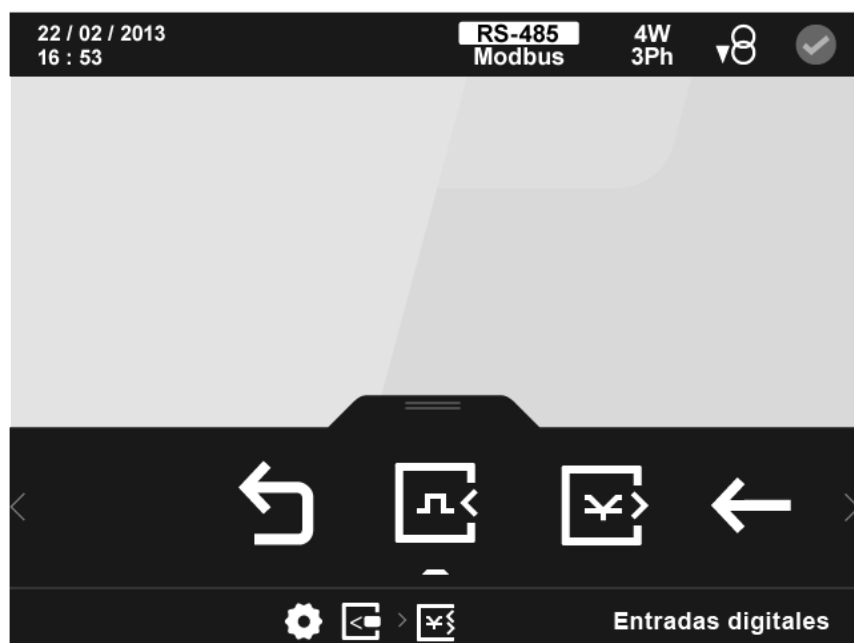 22 / 02 / 2013
16 : 53
RS-485
Modbus
4W
3Ph
Entradas digitales